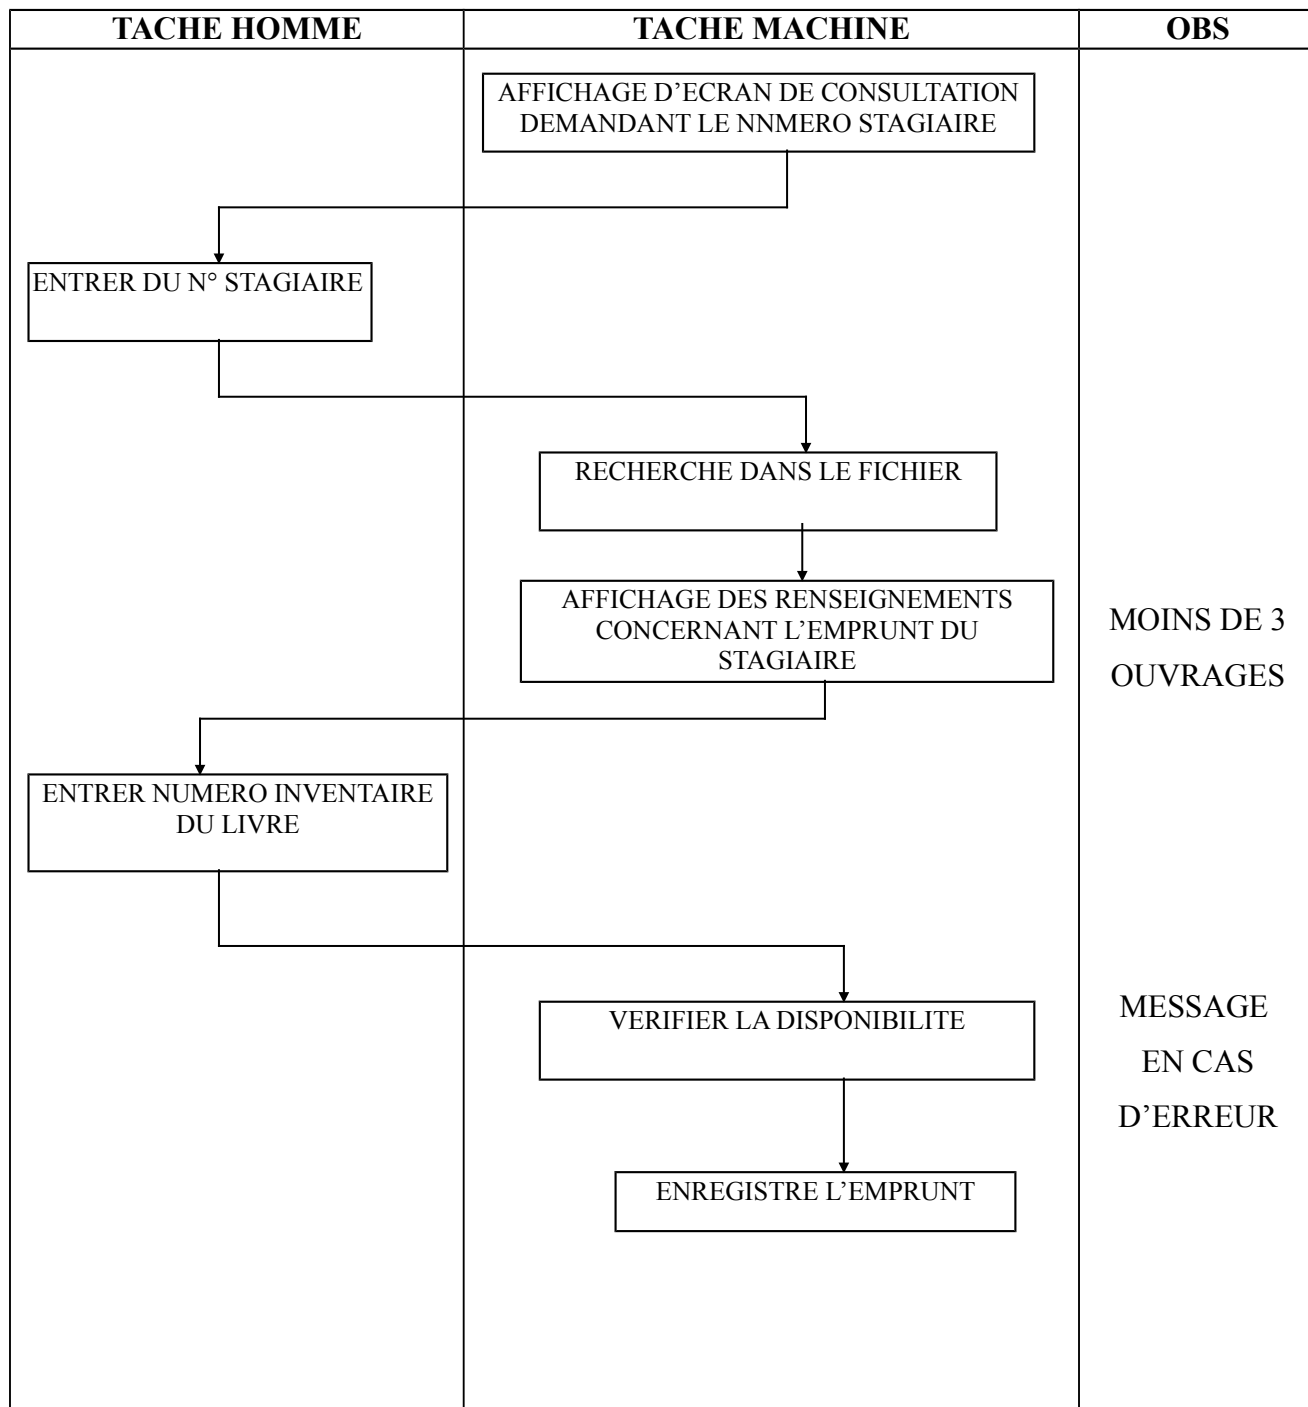 TACHE HOMME
TACHE MACHINE
OBS
AFFICHAGE D’ECRAN DE CONSULTATION
DEMANDANT LE NNMERO STAGIAIRE
ENTRER DU N° STAGIAIRE
RECHERCHE DANS LE FICHIER
AFFICHAGE DES RENSEIGNEMENTS
CONCERNANT L’EMPRUNT DU
STAGIAIRE
MOINS DE 3
OUVRAGES
ENTRER NUMERO INVENTAIRE
DU LIVRE
VERIFIER LA DISPONIBILITE
MESSAGE
EN CAS
D’ERREUR
ENREGISTRE L’EMPRUNT